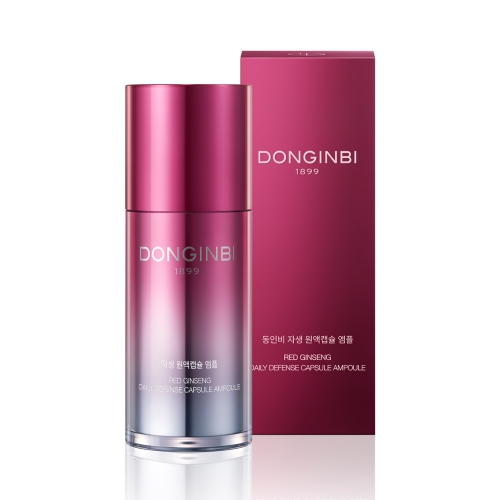 DONGINBI
1899
자생 원액캡슐 앰플
RED GINSENG
DAILY DEFENSE CAPSULE AMPOULE
DONGINBI
1899
동인비 자생 원액캡슐 앰플
RED GINSENG
DAILY DEFENSE CAPSULE AMPOULE